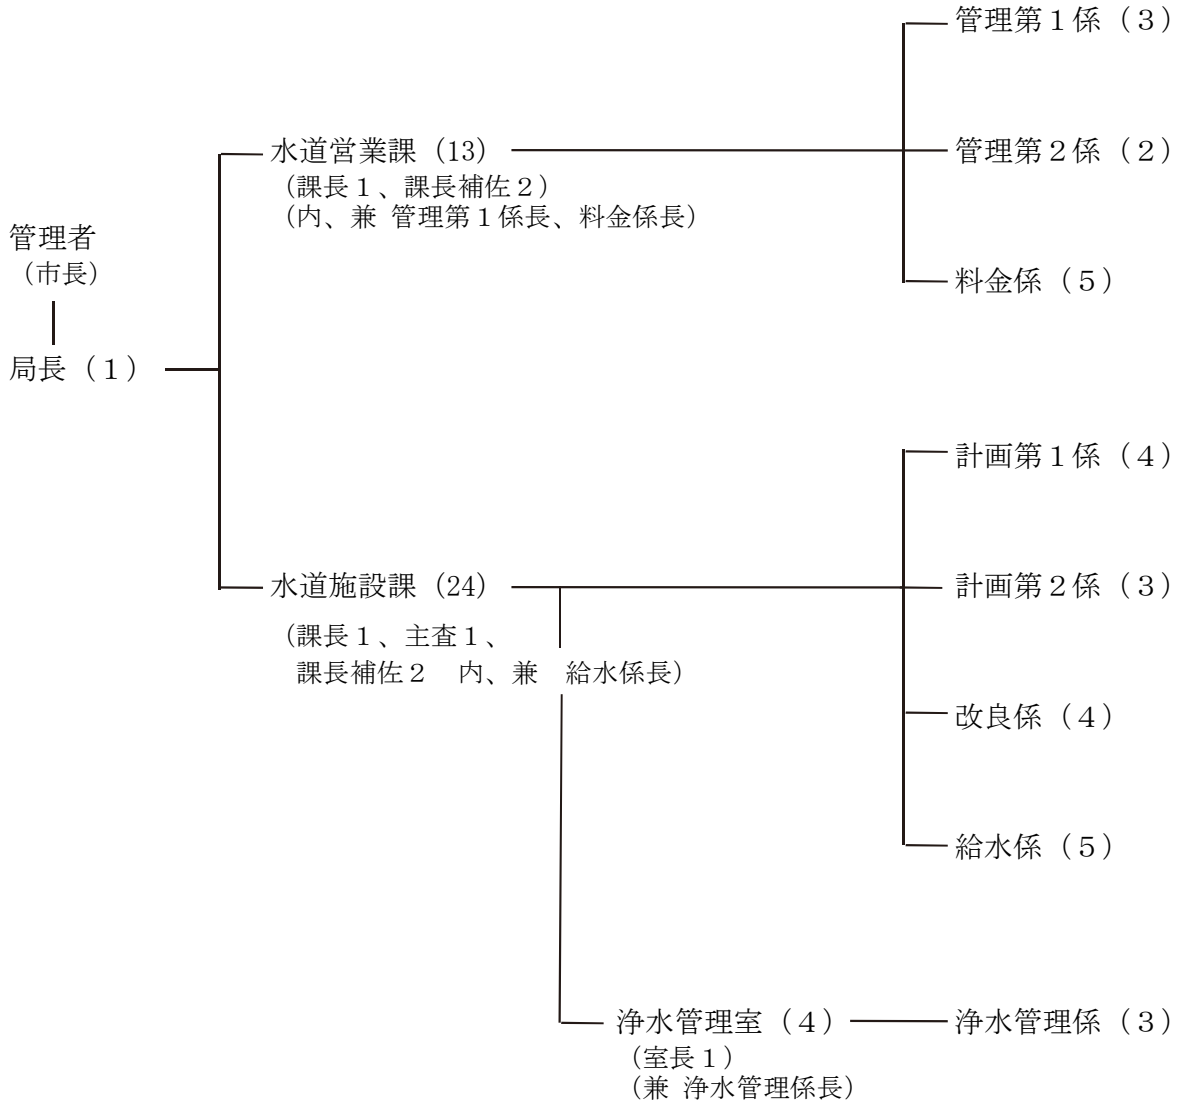 管理第１係（３）
水道営業課（13）
管理第２係（２）
（課長１、課長補佐２）
（内、兼 管理第１係長、料金係長）
管理者
（市長）
料金係（５）
局長（１）
計画第１係（４）
水道施設課（24）
計画第２係（３）
（課長１、主査１、
課長補佐２　内、兼　給水係長）
改良係（４）
給水係（５）
浄水管理室（４）
浄水管理係（３）
（室長１）
（兼 浄水管理係長）